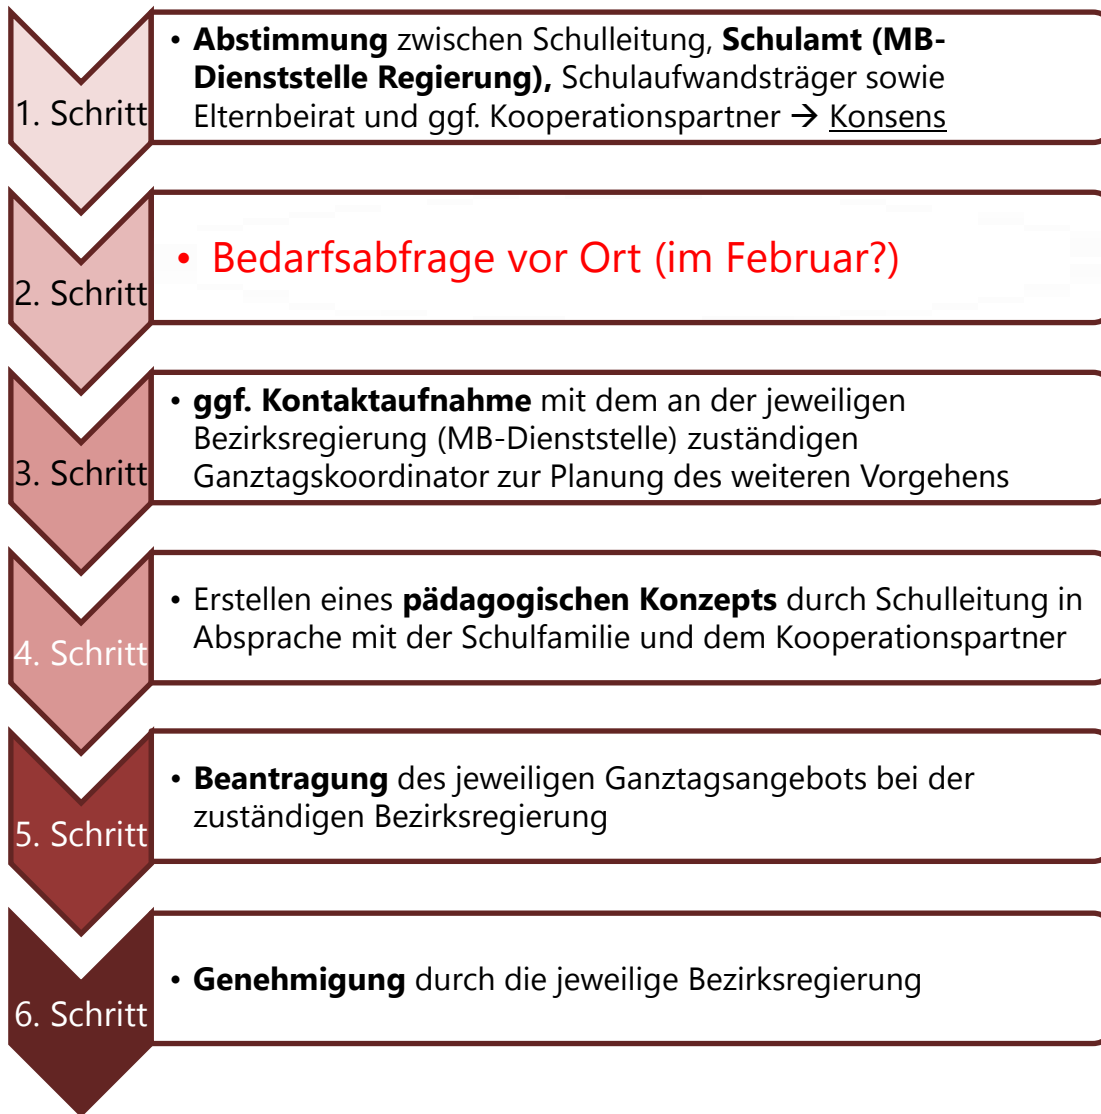 1. Schritt
• Abstimmung zwischen Schulleitung, Schulamt (MB-
Dienststelle Regierung), Schulaufwandsträger sowie
Elternbeirat und ggf. Kooperationspartner → Konsens
2. Schritt
• Bedarfsabfrage vor Ort (im Februar?)
3. Schritt
• ggf. Kontaktaufnahme mit dem an der jeweiligen
Bezirksregierung (MB-Dienststelle) zuständigen
Ganztagskoordinator zur Planung des weiteren Vorgehens
4. Schritt
• Erstellen eines pädagogischen Konzepts durch Schulleitung in
Absprache mit der Schulfamilie und dem Kooperationspartner
5. Schritt
• Beantragung des jeweiligen Ganztagsangebots bei der
zuständigen Bezirksregierung
6. Schritt
• Genehmigung durch die jeweilige Bezirksregierung